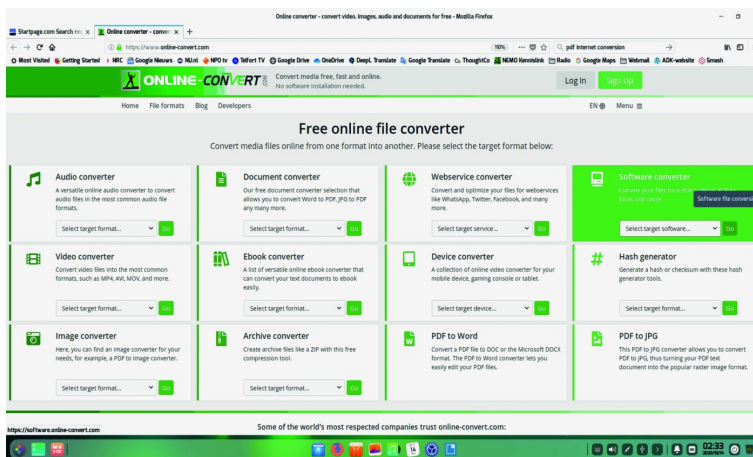 Online converter - convert video, images, audio and documents for free - Mozilla Firefox
Startpage.com Search
Online converter - conver
https://www.online-convert.com
110%
pdf internet conversion
Most Visited Getting Started NRC Google Nieuws NU.nl NPO tv Telfort TV Google Drive OneDrive DeepL Translate Google Translate ThoughtCo NEMO Kennislink Radio Google Maps Webmail ADK-website Smash
ONLINE-CONVERT
Convert media free, fast and online.
No software installation needed.
Log In
Sign Up
Home File formats Blog Developers
EN Menu
Free online file converter
Convert media files online from one format into another. Please select the target format below:
Audio converter
A versatile online audio converter to convert
audio files in the most common audio file
formats.
Select target format... Go
Document converter
Our free document converter selection that
allows you to convert Word to PDF, JPG to PDF
any many more.
Select target format... Go
Webservice converter
Convert and optimize your files for webservices
like WhatsApp, Twitter, Facebook, and many
more.
Select target service... Go
Software converter
Convert your files from
Excel and more.
Software file conversi
Select target software... Go
Video converter
Convert video files into the most common
formats, such as MP4, AVI, MOV, and more.
Select target format... Go
Ebook converter
A list of versatile online ebook converter that
can convert your text documents to ebook
easily.
Select target format... Go
Device converter
A collection of online video converter for your
mobile device, gaming console or tablet.
Select target device... Go
Hash generator
Generate a hash or checksum with these hash
generator tools.
Select target format... Go
Image converter
Here, you can find an image converter for your
needs, for example, a PDF to image converter.
Select target format... Go
Archive converter
Create archive files like a ZIP with this free
compression tool.
Select target format... Go
PDF to Word
Convert a PDF file to DOC or the Microsoft DOCX
format. The PDF to Word converter lets you
easily edit your PDF files.
PDF to JPG
This PDF to JPG converter allows you to convert
PDF to JPG, thus turning your PDF text
document into the popular raster image format.
https://software.online-convert.com
Some of the world's most respected companies trust online-convert.com:
14
02:33